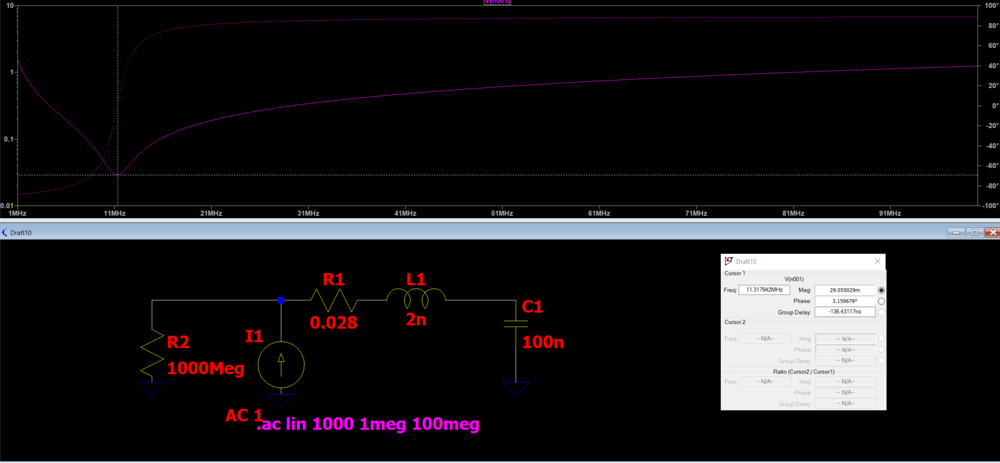 V(n001)
10 100°
80°
60°
1 40°
20°
0°
-20°
0.1 -40°
-60°
-80°
0.01 -100°
1MHz 11MHz 21MHz 31MHz 41MHz 51MHz 61MHz 71MHz 81MHz 91MHz
Draft10
R1 L1
0.028 2n
C1
100n
I1
R2
1000Meg
AC 1
.ac lin 1000 1meg 100meg
Draft10
Cursor 1
V(n001)
Freq: 11.317942MHz Mag: 29.055029m
Phase: 3.159679°
Group Delay: -136.43117ns
Cursor 2
Freq: -- N/A-- Mag: -- N/A--
Phase: -- N/A--
Group Delay: -- N/A--
Ratio (Cursor2 / Cursor1)
Freq: -- N/A-- Mag: -- N/A--
Phase: -- N/A--
Group Delay: -- N/A--